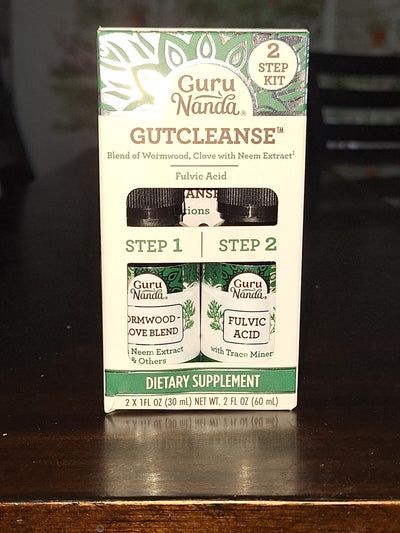 2
STEP
KIT
Guru
Nanda®
GUTCLEANSE™
Blend of Wormwood, Clove with Neem Extract¹
Fulvic Acid
STEP 1
STEP 2
Guru
Nanda®
ORMWOOD-
OVE BLEND
Neem Extract
& Others
Guru
Nanda®
FULVIC
ACID
with Trace Miner
DIETARY SUPPLEMENT
2 X 1FL OZ (30 mL) NET WT. 2 FL OZ (60 mL)